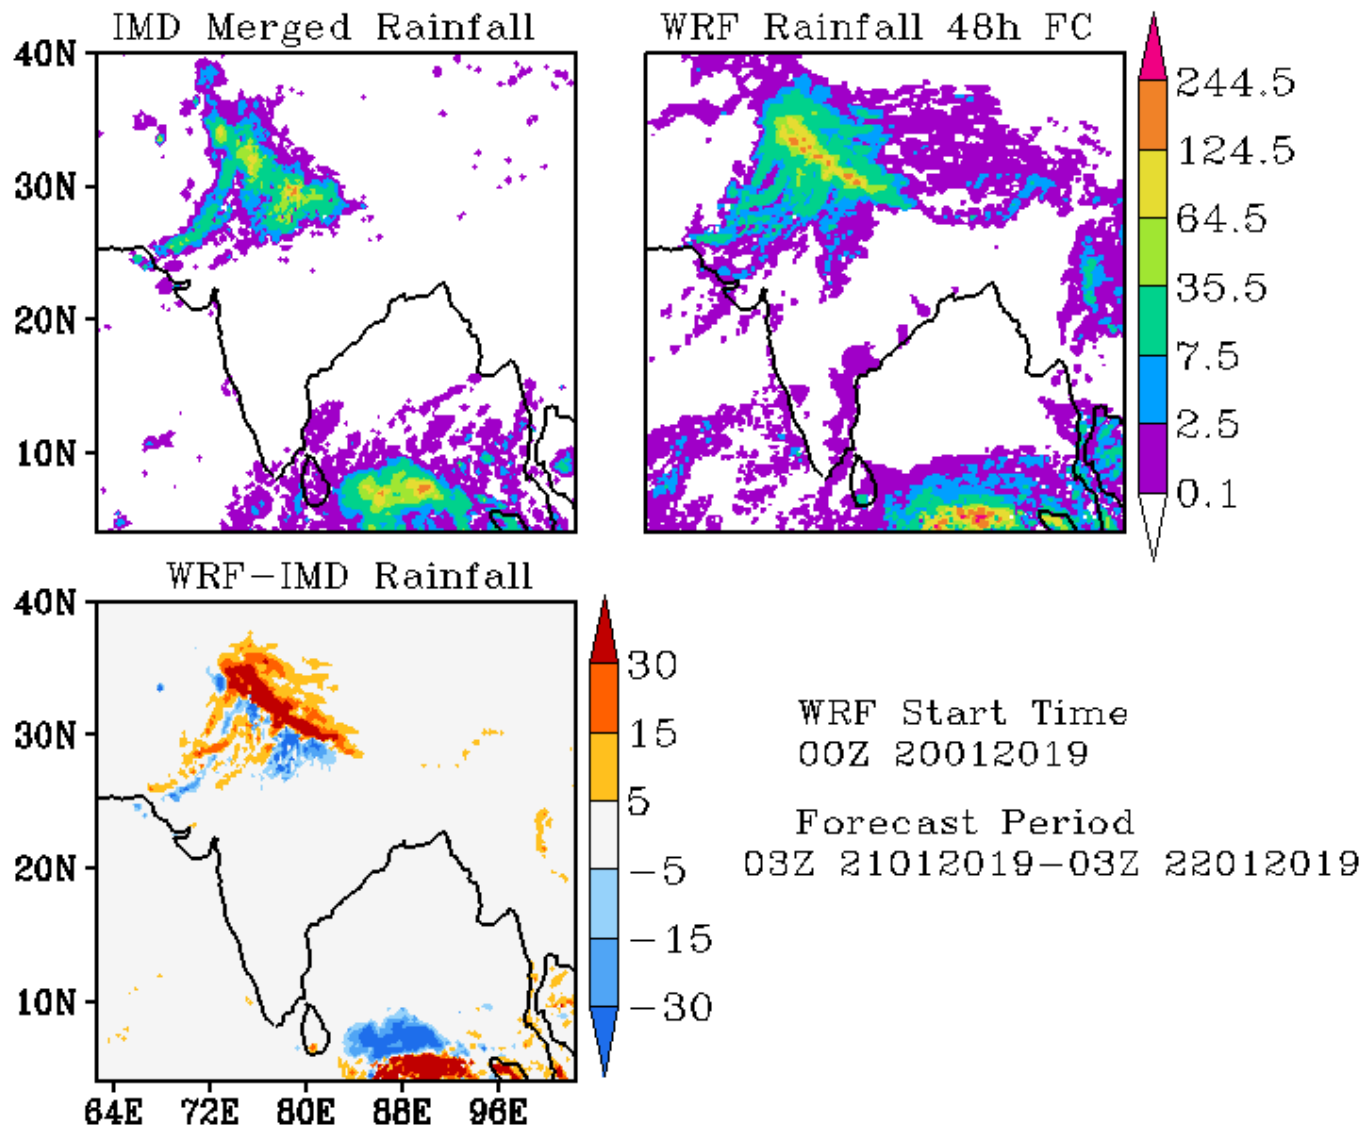 IMD Merged Rainfall
WRF Rainfall 48h FC
40N
30N
20N
10N
244.5
124.5
64.5
35.5
7.5
2.5
0.1
WRF-IMD Rainfall
40N
30N
20N
10N
64E 72E 80E 88E 96E
30
15
5
-5
-15
-30
WRF Start Time
00Z 20012019
Forecast Period
03Z 21012019-03Z 22012019